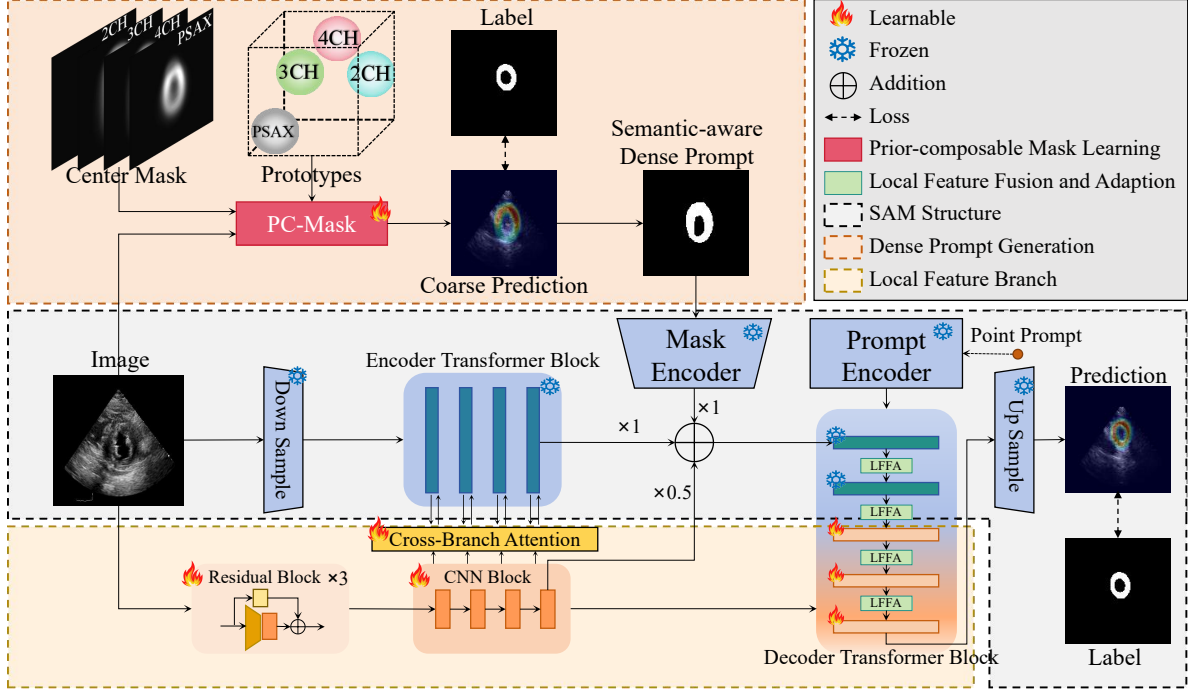 2CH
3CH
4CH
PSAX
4CH
3CH
2CH
PSAX
Center Mask
Prototypes
Label
PC-Mask
Coarse Prediction
Semantic-aware
Dense Prompt
Learnable
Frozen
Addition
Loss
Prior-composable Mask Learning
Local Feature Fusion and Adaption
SAM Structure
Dense Prompt Generation
Local Feature Branch
Image
Down Sample
Encoder Transformer Block
Mask
Encoder
Prompt
Encoder
Point Prompt
Up Sample
Prediction
×1
×1
×0.5
LFFA
LFFA
LFFA
LFFA
Cross-Branch Attention
Residual Block ×3
CNN Block
Decoder Transformer Block
Label